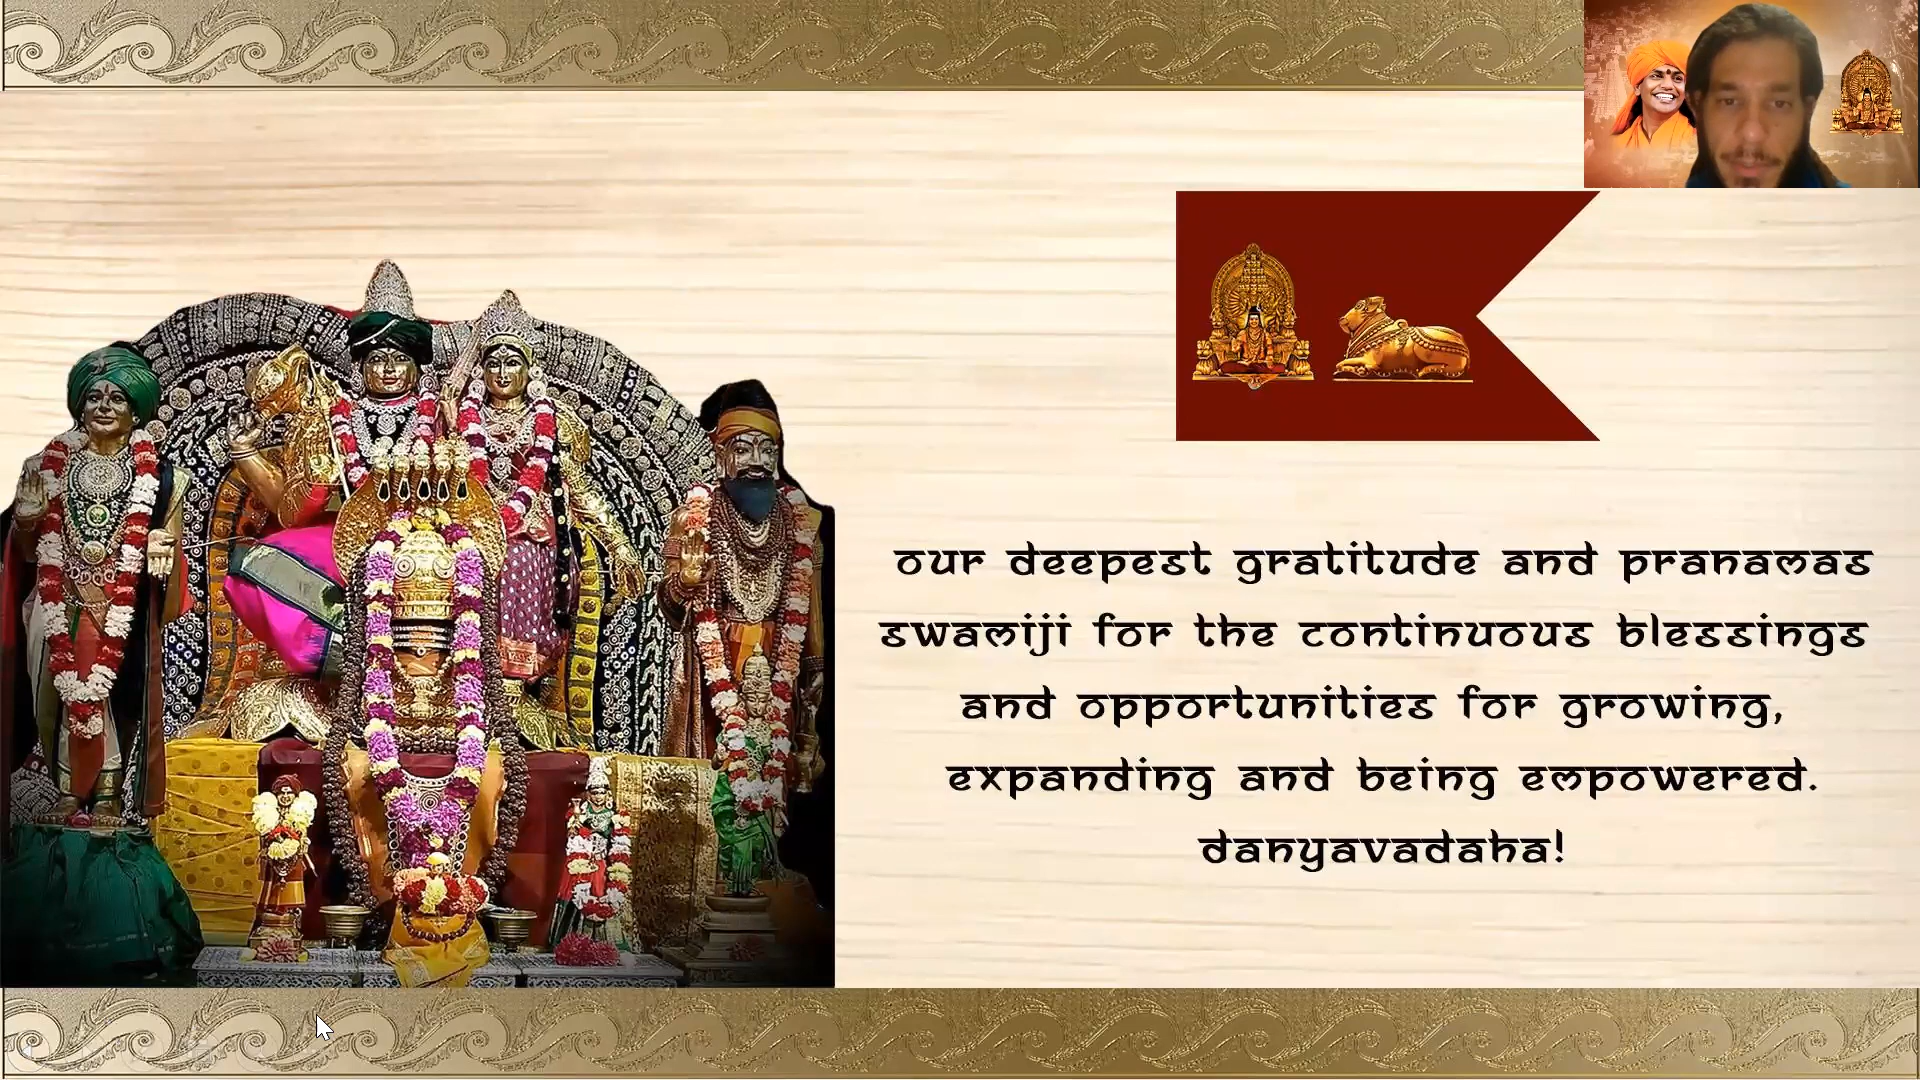 our deepest gratitude and pranamas
swamiji for the continuous blessings
and opportunities for growing,
expanding and being empowered.
danyavadaha!